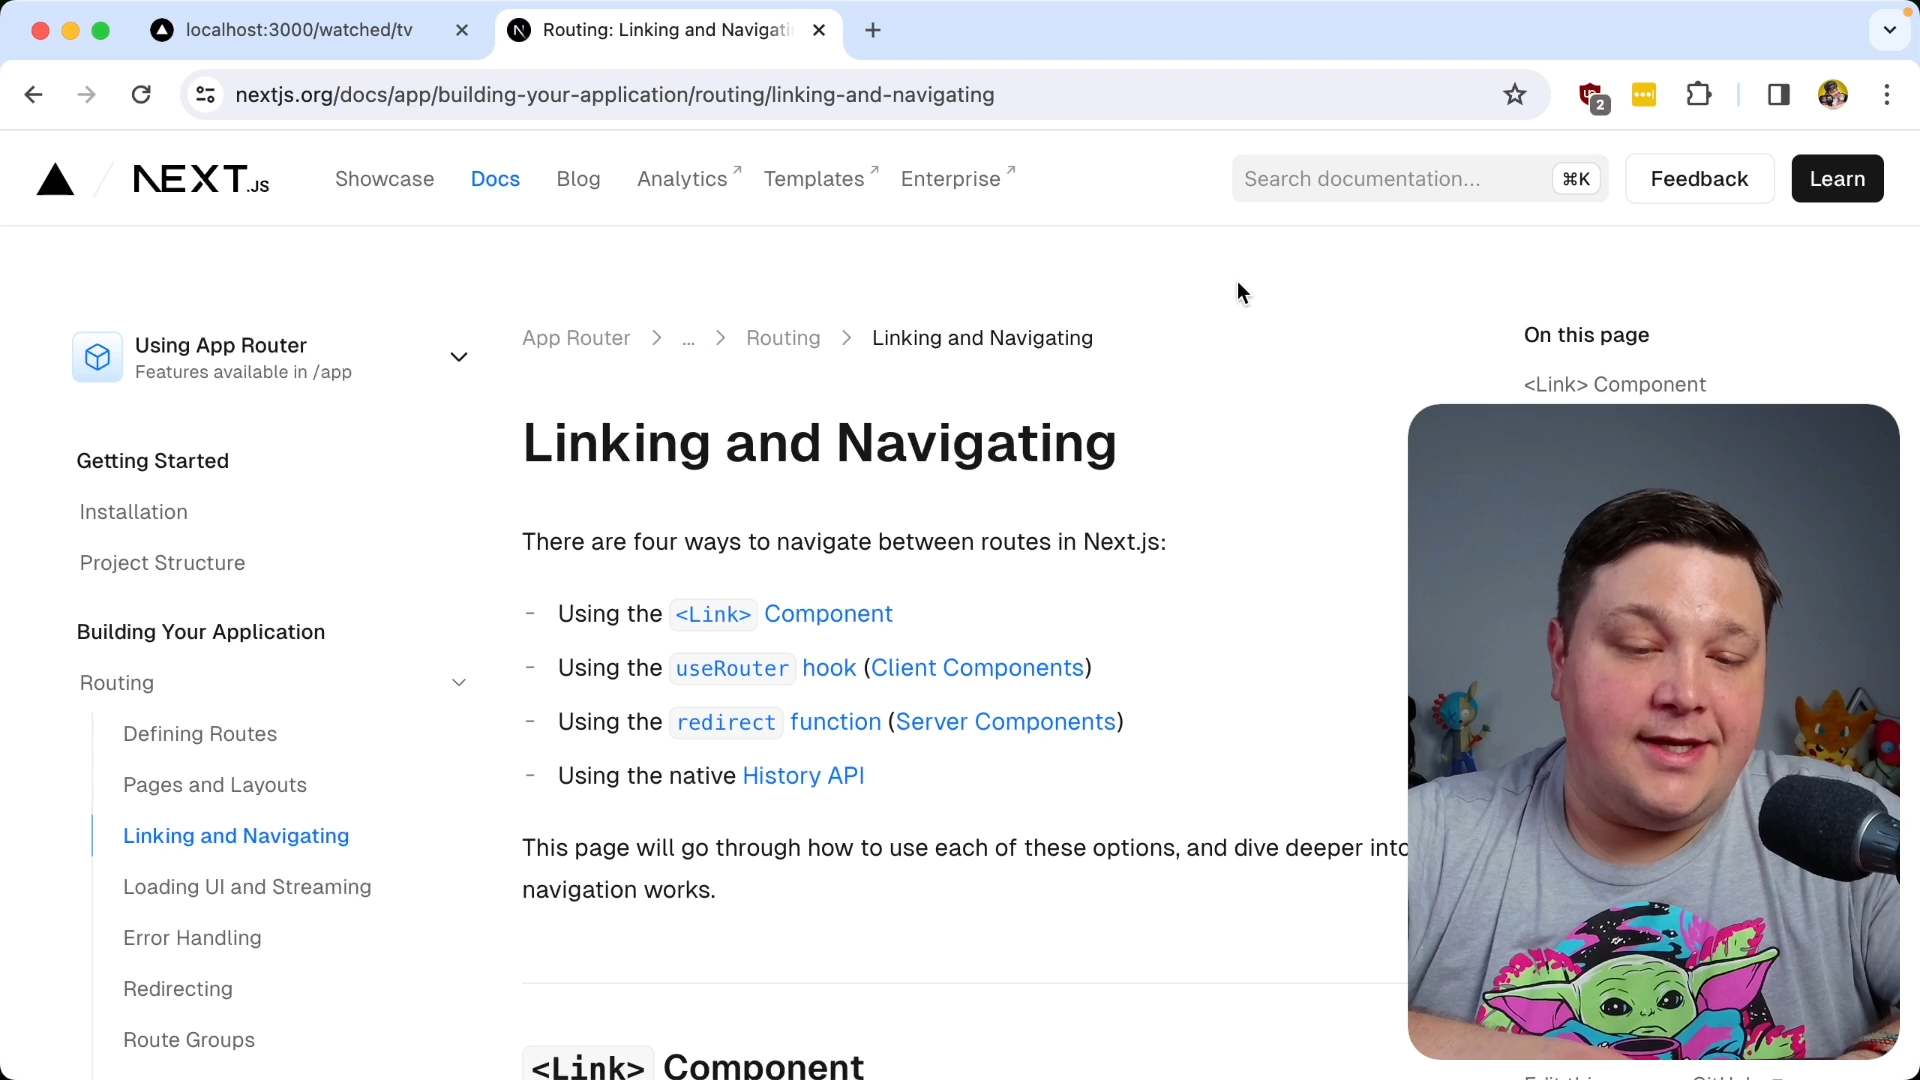 localhost:3000/watched/tv
Routing: Linking and Navigati
nextjs.org/docs/app/building-your-application/routing/linking-and-navigating
2
NEXT.JS
Showcase
Docs
Blog
Analytics
Templates
Enterprise
Search documentation...
⌘K
Feedback
Learn
Using App Router
Features available in /app
App Router > ... > Routing > Linking and Navigating
On this page
<Link> Component
Getting Started
Installation
Project Structure
Building Your Application
Routing
Defining Routes
Pages and Layouts
Linking and Navigating
Loading UI and Streaming
Error Handling
Redirecting
Route Groups
Linking and Navigating
There are four ways to navigate between routes in Next.js:
- Using the <Link> Component
- Using the useRouter hook (Client Components)
- Using the redirect function (Server Components)
- Using the native History API
This page will go through how to use each of these options, and dive deeper into
navigation works.
<Link> Component